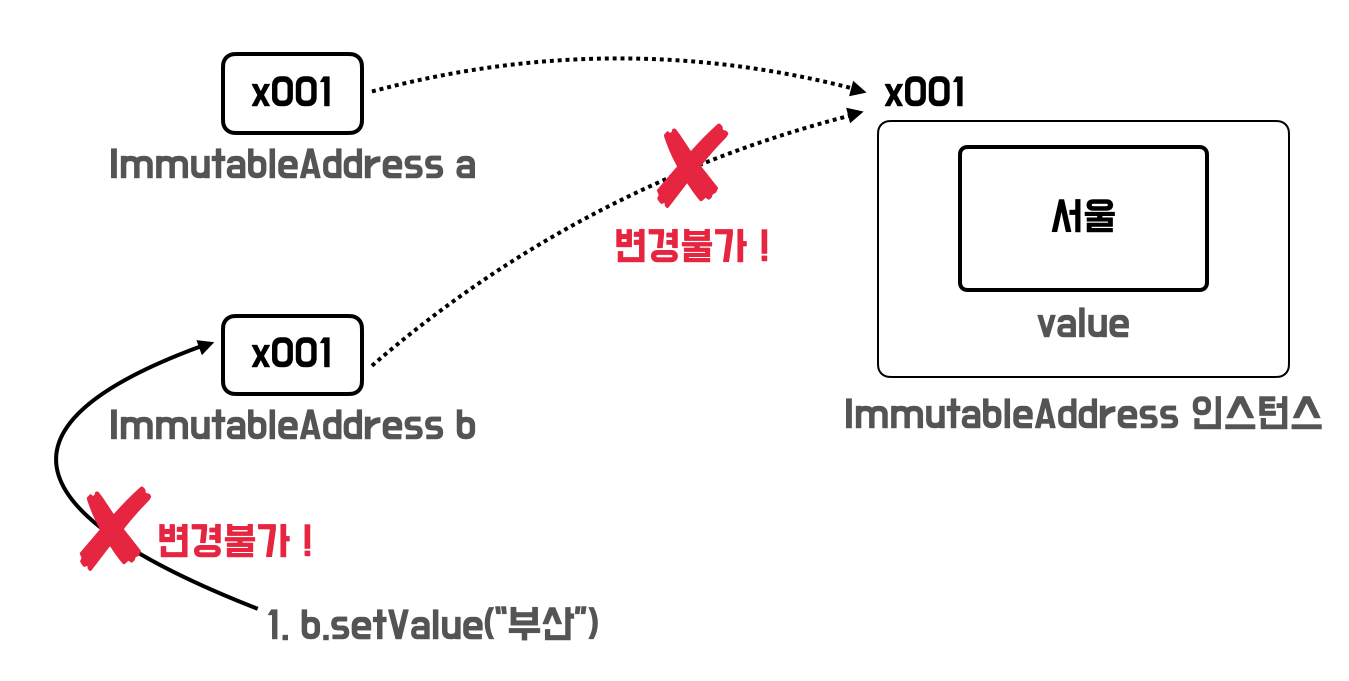 x001
ImmutableAddress a
x001
서울
value
ImmutableAddress 인스턴스
변경불가 !
x001
ImmutableAddress b
변경불가 !
1. b.setValue(“부산”)